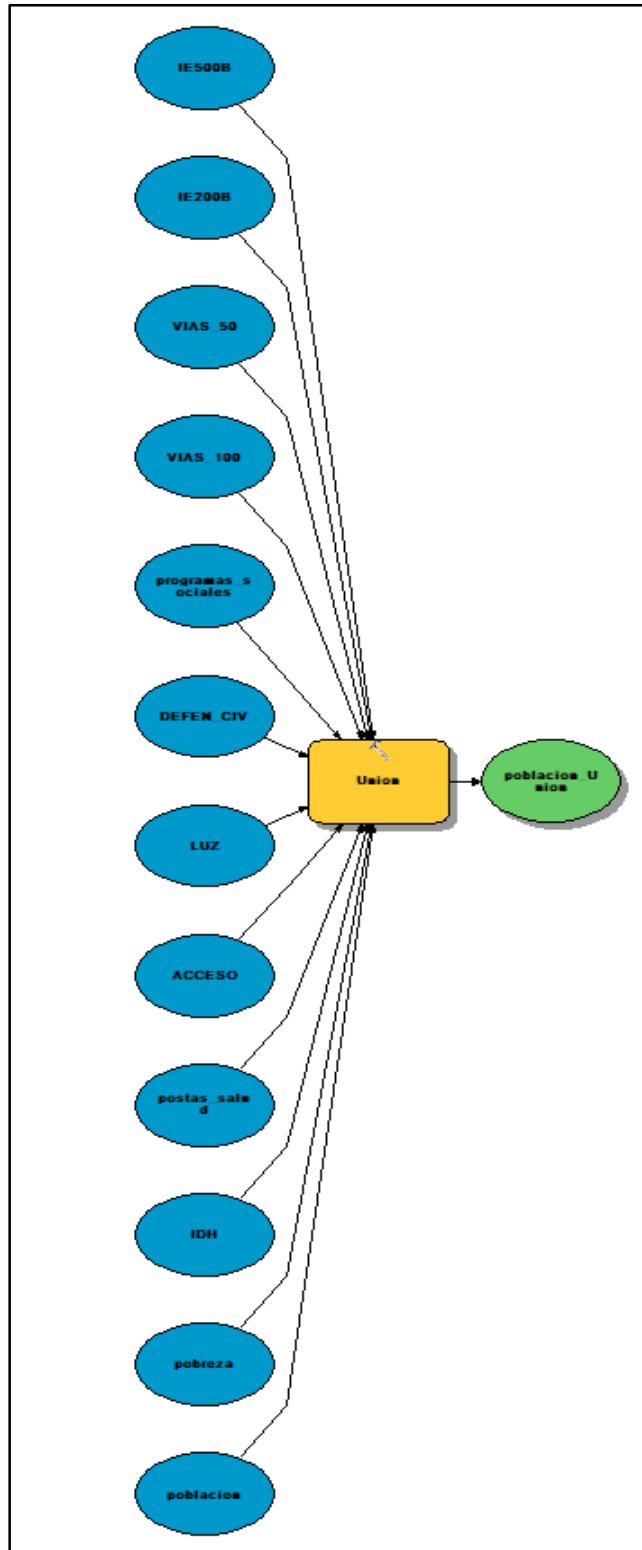 IE500B
IE200B
VIAS_50
VIAS_100
programas_s
ociales
DEFEN_CIV
Union
poblacion_U
nion
LUZ
ACCESO
postas_salu
d
IDH
pobreza
poblacion